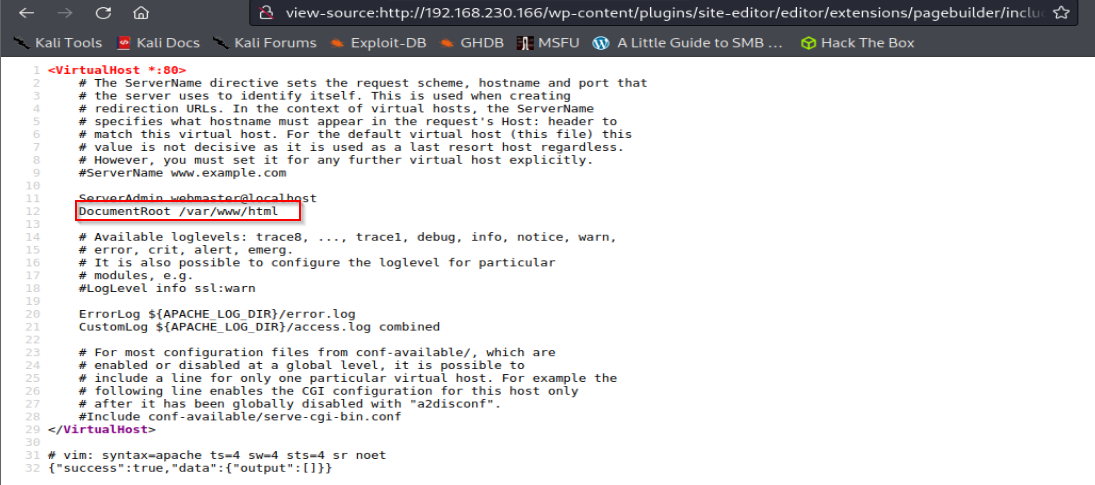 view-source:http://192.168.230.166/wp-content/plugins/site-editor/editor/extensions/pagebuilder/inclu
Kali Tools Kali Docs Kali Forums Exploit-DB GHDB MSFU A Little Guide to SMB ... Hack The Box
1 <VirtualHost *:80>
2 # The ServerName directive sets the request scheme, hostname and port that
3 # the server uses to identify itself. This is used when creating
4 # redirection URLs. In the context of virtual hosts, the ServerName
5 # specifies what hostname must appear in the request's Host: header to
6 # match this virtual host. For the default virtual host (this file) this
7 # value is not decisive as it is used as a last resort host regardless.
8 # However, you must set it for any further virtual host explicitly.
9 #ServerName www.example.com
10
11 ServerAdmin webmaster@localhost
12 DocumentRoot /var/www/html
13
14 # Available loglevels: trace8, ..., trace1, debug, info, notice, warn,
15 # error, crit, alert, emerg.
16 # It is also possible to configure the loglevel for particular
17 # modules, e.g.
18 #LogLevel info ssl:warn
19
20 ErrorLog ${APACHE_LOG_DIR}/error.log
21 CustomLog ${APACHE_LOG_DIR}/access.log combined
22
23 # For most configuration files from conf-available/, which are
24 # enabled or disabled at a global level, it is possible to
25 # include a line for only one particular virtual host. For example the
26 # following line enables the CGI configuration for this host only
27 # after it has been globally disabled with "a2disconf".
28 #Include conf-available/serve-cgi-bin.conf
29 </VirtualHost>
30
31 # vim: syntax=apache ts=4 sw=4 sts=4 sr noet
32 {"success":true,"data":{"output":[]}}